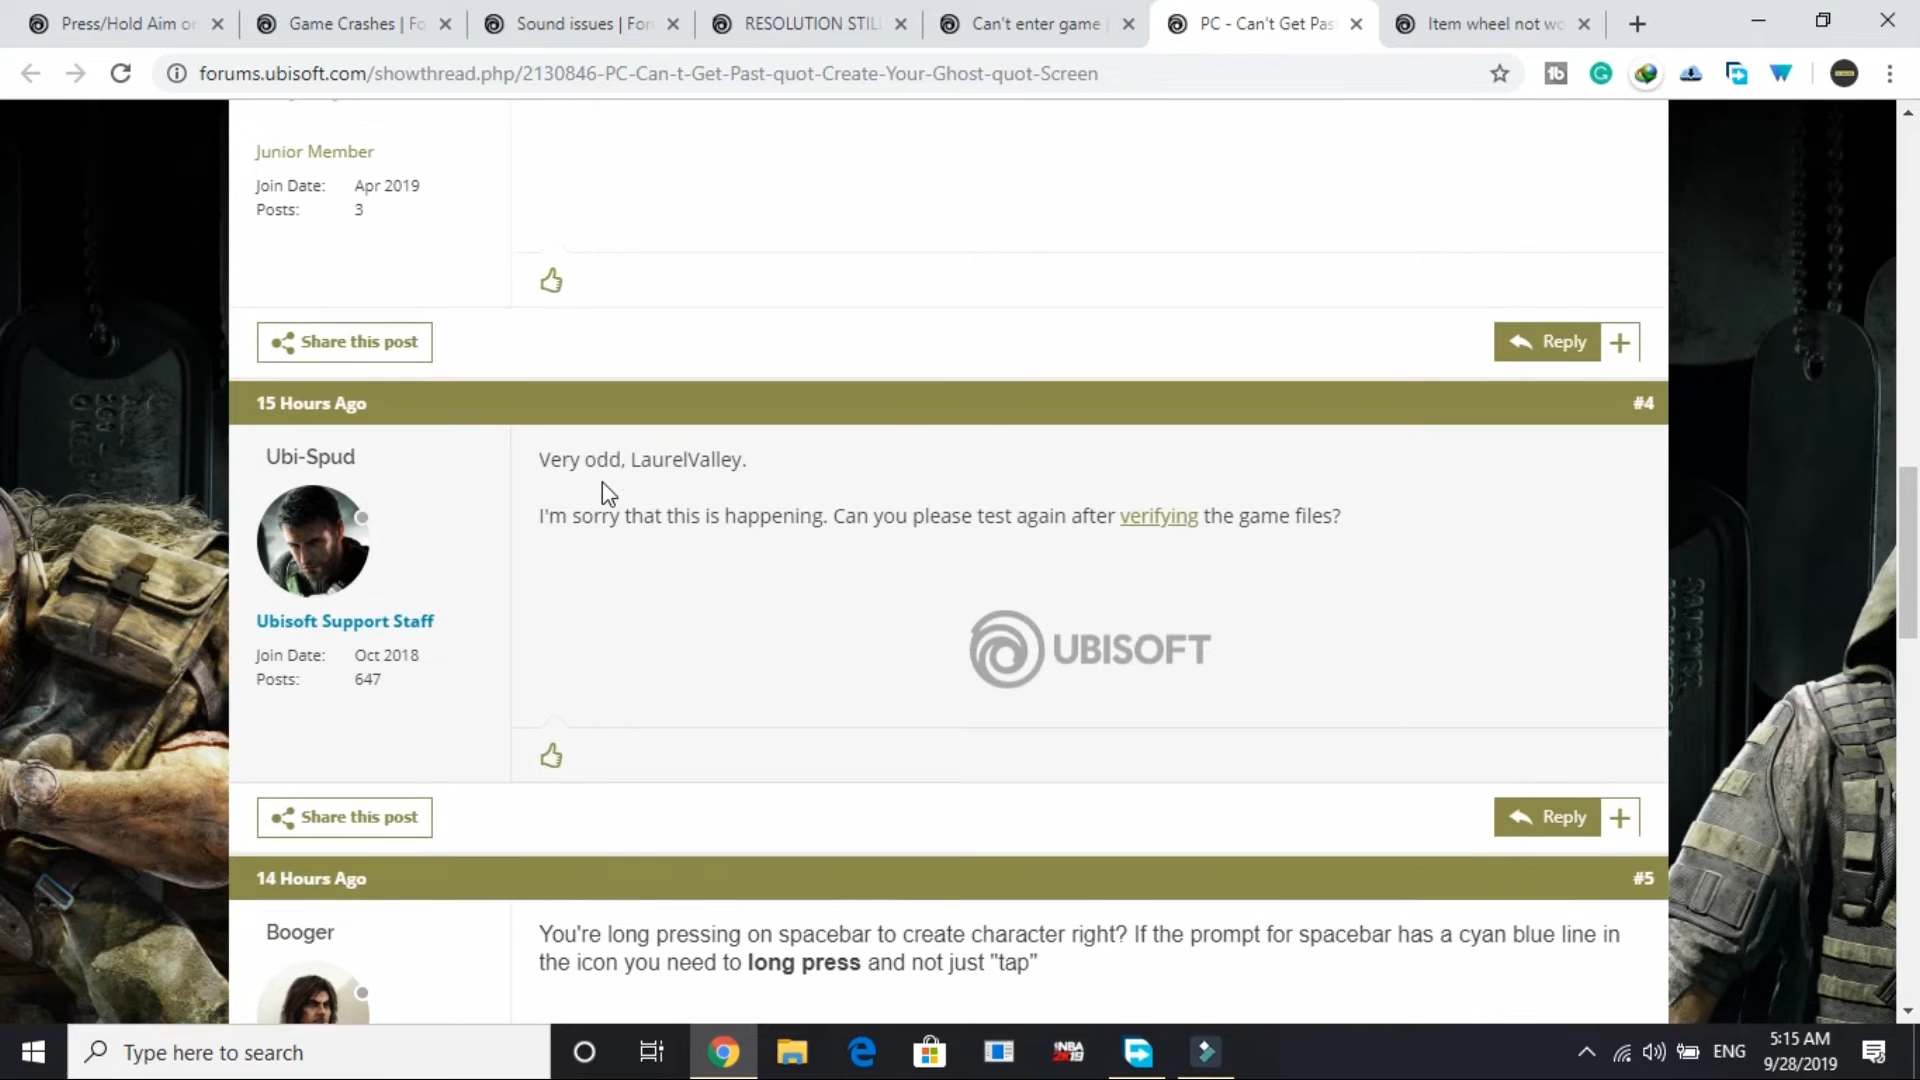 Press/Hold Aim or
Game Crashes | Fo
Sound issues | For
RESOLUTION STIL
Can't enter game
PC - Can't Get Pas
Item wheel not wo
forums.ubisoft.com/showthread.php/2130846-PC-Can-t-Get-Past-quot-Create-Your-Ghost-quot-Screen
Junior Member
Join Date: Apr 2019
Posts: 3
Share this post
Reply
15 Hours Ago #4
Ubi-Spud
Very odd, LaurelValley.
I'm sorry that this is happening. Can you please test again after verifying the game files?
UBISOFT
Ubisoft Support Staff
Join Date: Oct 2018
Posts: 647
Share this post
Reply
14 Hours Ago #5
Booger
You're long pressing on spacebar to create character right? If the prompt for spacebar has a cyan blue line in
the icon you need to long press and not just "tap"
Type here to search
NBA
2K19
ENG
5:15 AM
9/28/2019